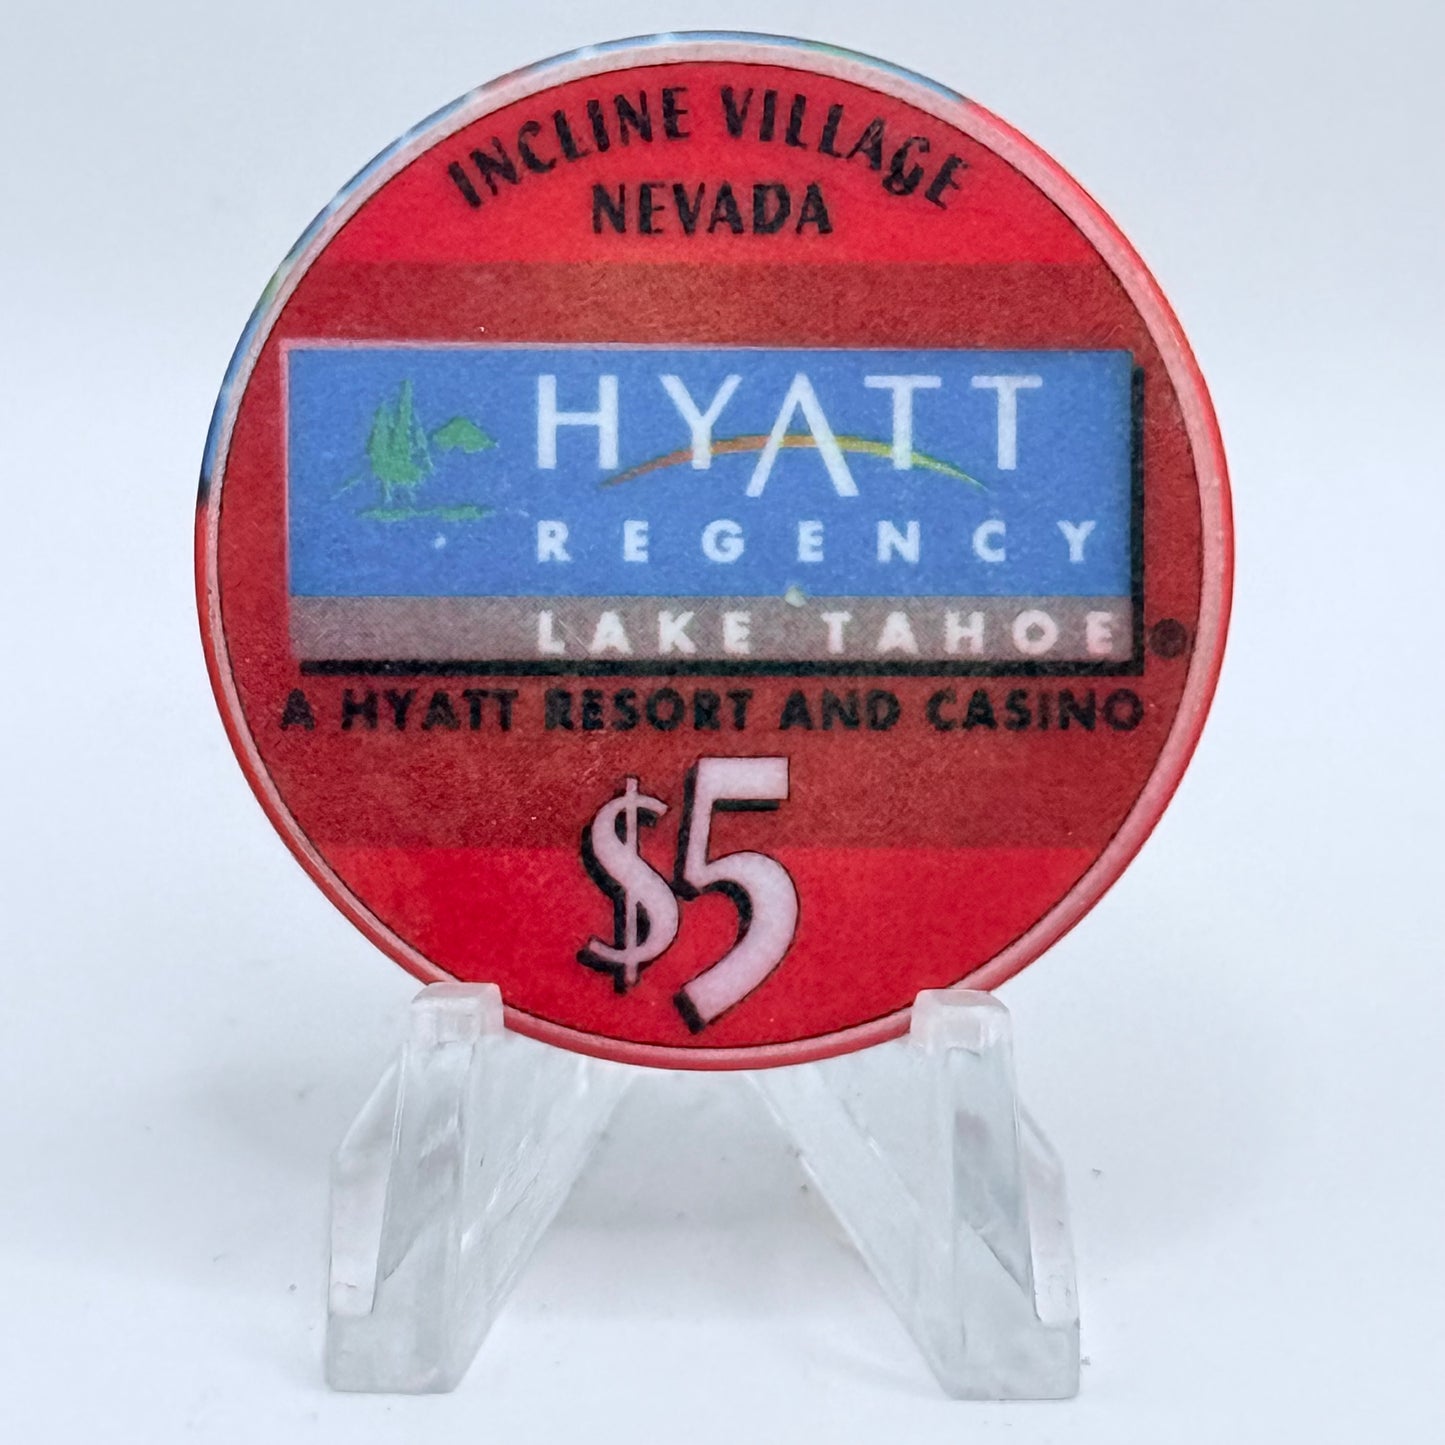 INCLINE VILLAGE
NEVADA
HYATT
REGENCY
LAKE TAHOE
A HYATT RESORT AND CASINO
$5